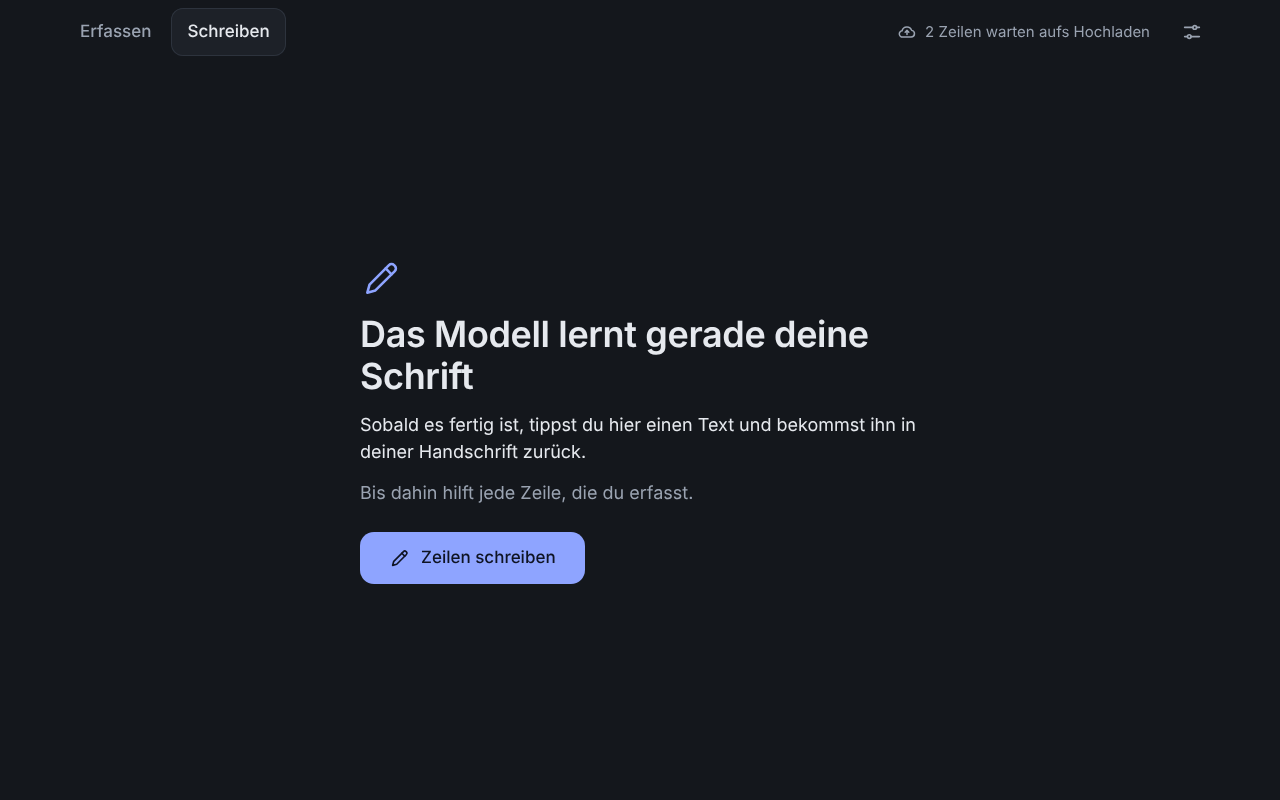 Erfassen
Schreiben
2 Zeilen warten aufs Hochladen
Das Modell lernt gerade deine
Schrift
Sobald es fertig ist, tippst du hier einen Text und bekommst ihn in
deiner Handschrift zurück.
Bis dahin hilft jede Zeile, die du erfasst.
Zeilen schreiben